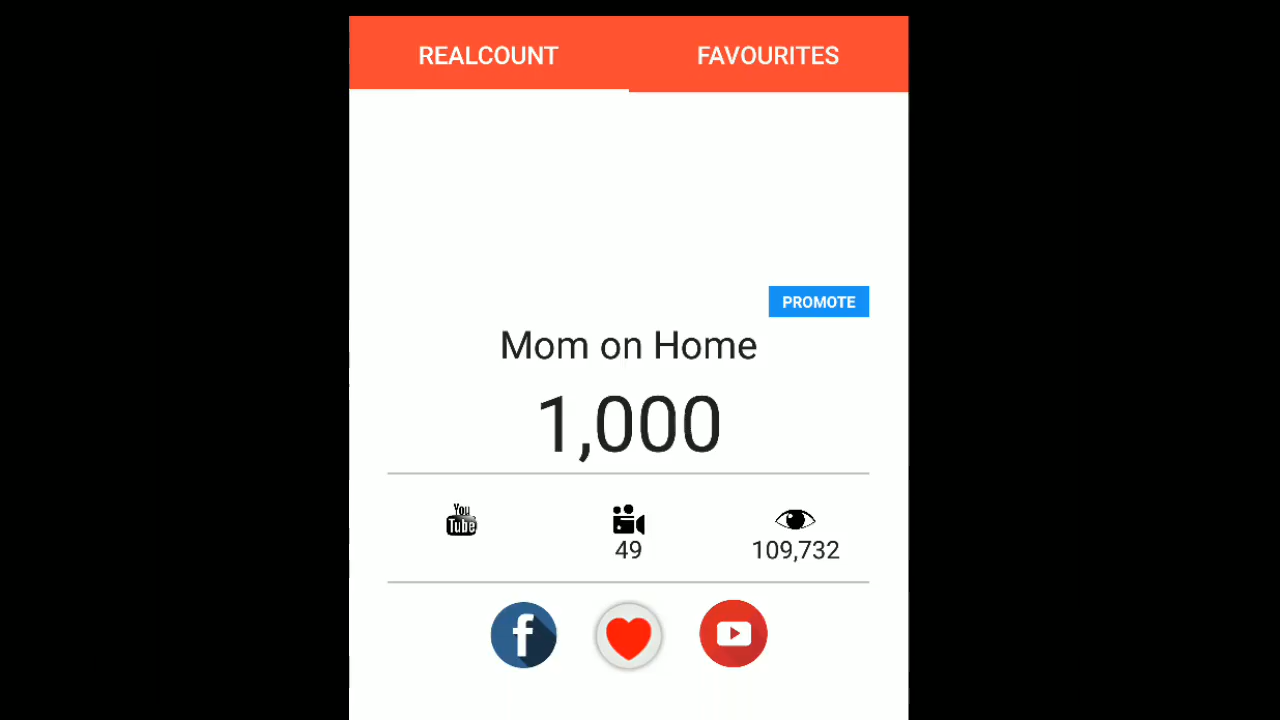 REALCOUNT FAVOURITES
PROMOTE
Mom on Home
1,000
You
Tube
49 109,732
f